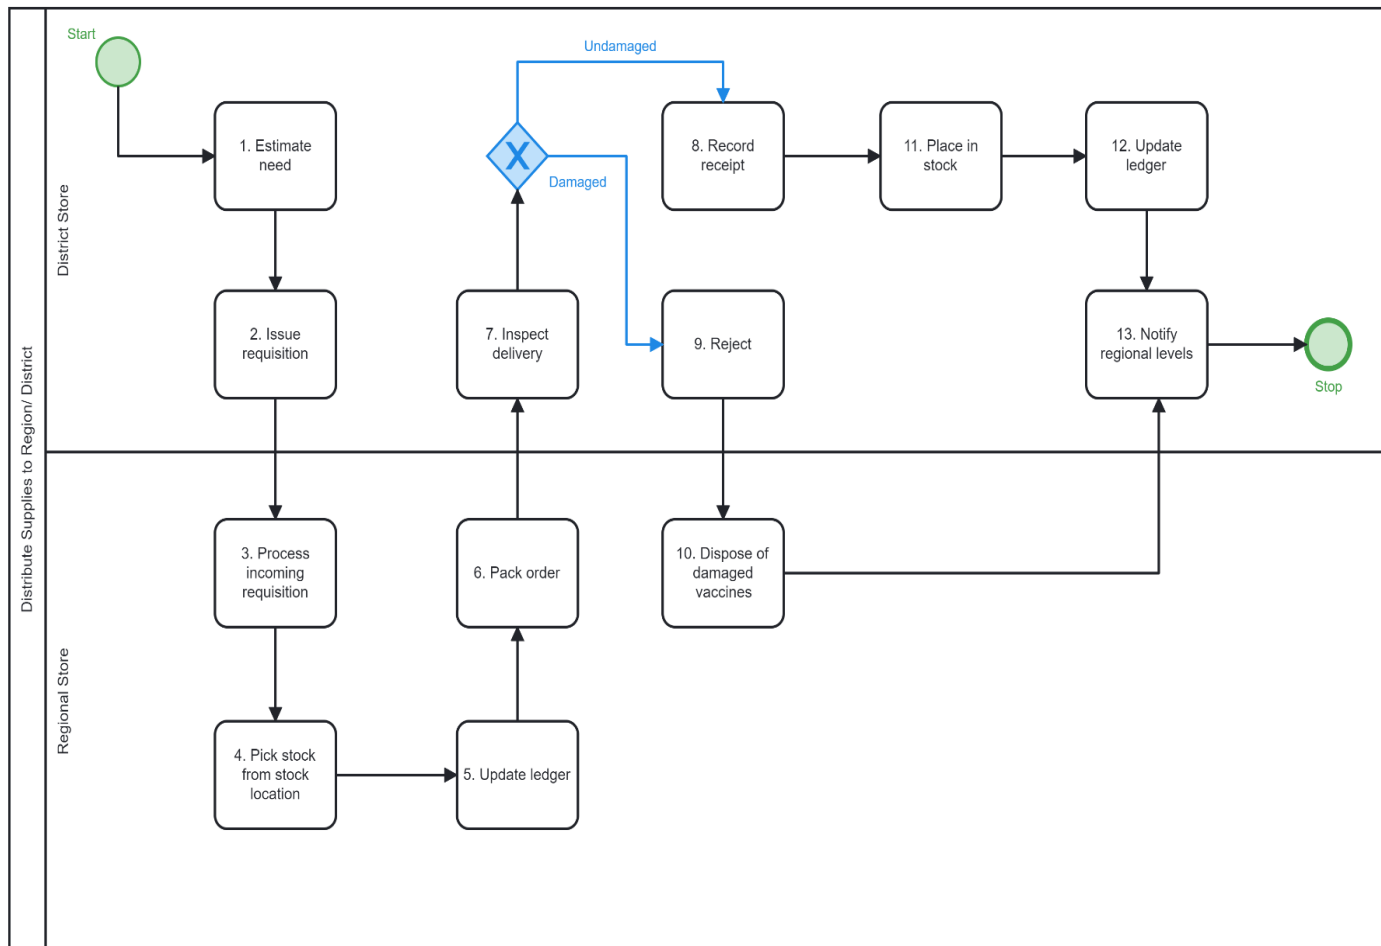 Distribute Supplies to Region/ District
District Store
Regional Store
Start
1. Estimate
need
2. Issue
requisition
3. Process
incoming
requisition
4. Pick stock
from stock
location
5. Update ledger
6. Pack order
7. Inspect
delivery
X
Undamaged
Damaged
8. Record
receipt
9. Reject
10. Dispose of
damaged
vaccines
11. Place in
stock
12. Update
ledger
13. Notify
regional levels
Stop